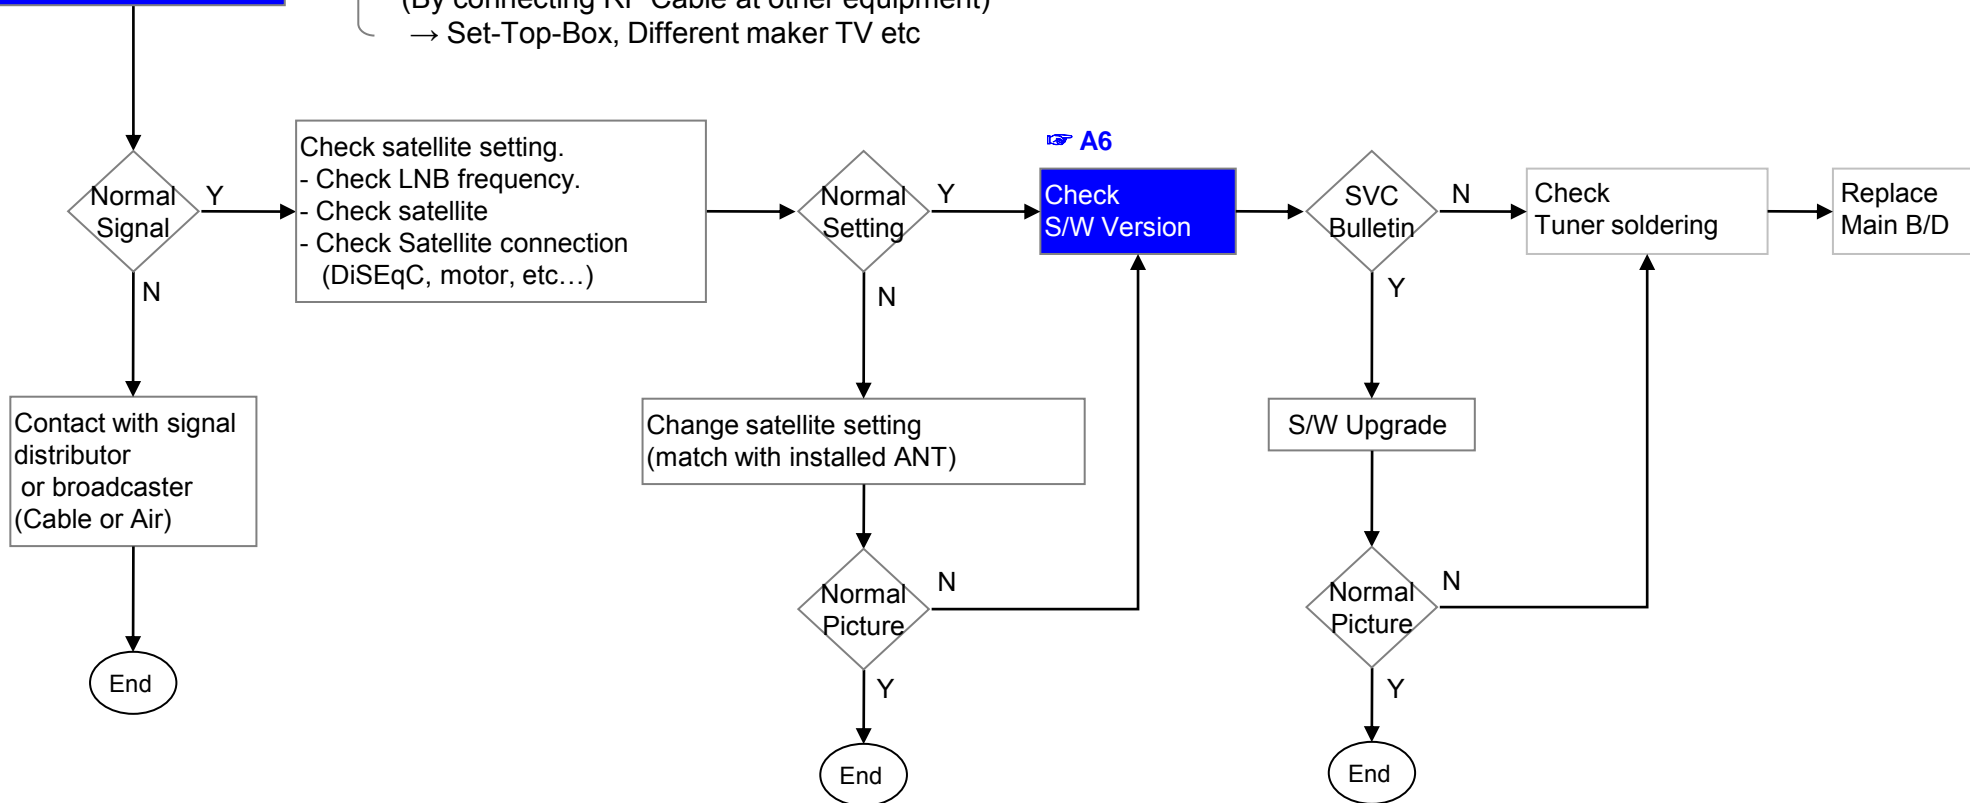 (By connecting RF Cable at other equipment)
→ Set-Top-Box, Different maker TV etc
Normal
Signal
Y
N
Check satellite setting.
- Check LNB frequency.
- Check satellite
- Check Satellite connection
(DiSEqC, motor, etc…)
Normal
Setting
Y
N
☞ A6
Check
S/W Version
SVC
Bulletin
N
Y
Check
Tuner soldering
Replace
Main B/D
Contact with signal
distributor
or broadcaster
(Cable or Air)
End
Change satellite setting
(match with installed ANT)
Normal
Picture
N
Y
End
S/W Upgrade
Normal
Picture
N
Y
End